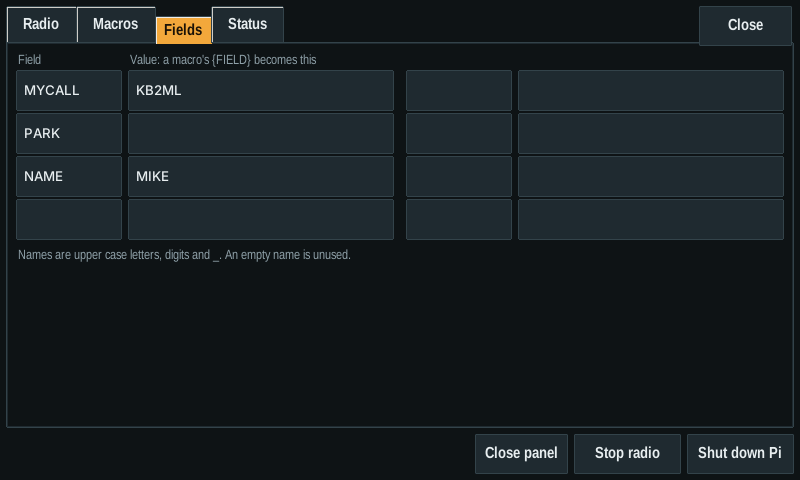 Radio Macros Fields Status Close
Field Value: a macro's {FIELD} becomes this
MYCALL KB2ML
PARK
NAME MIKE
Names are upper case letters, digits and _. An empty name is unused.
Close panel Stop radio Shut down Pi